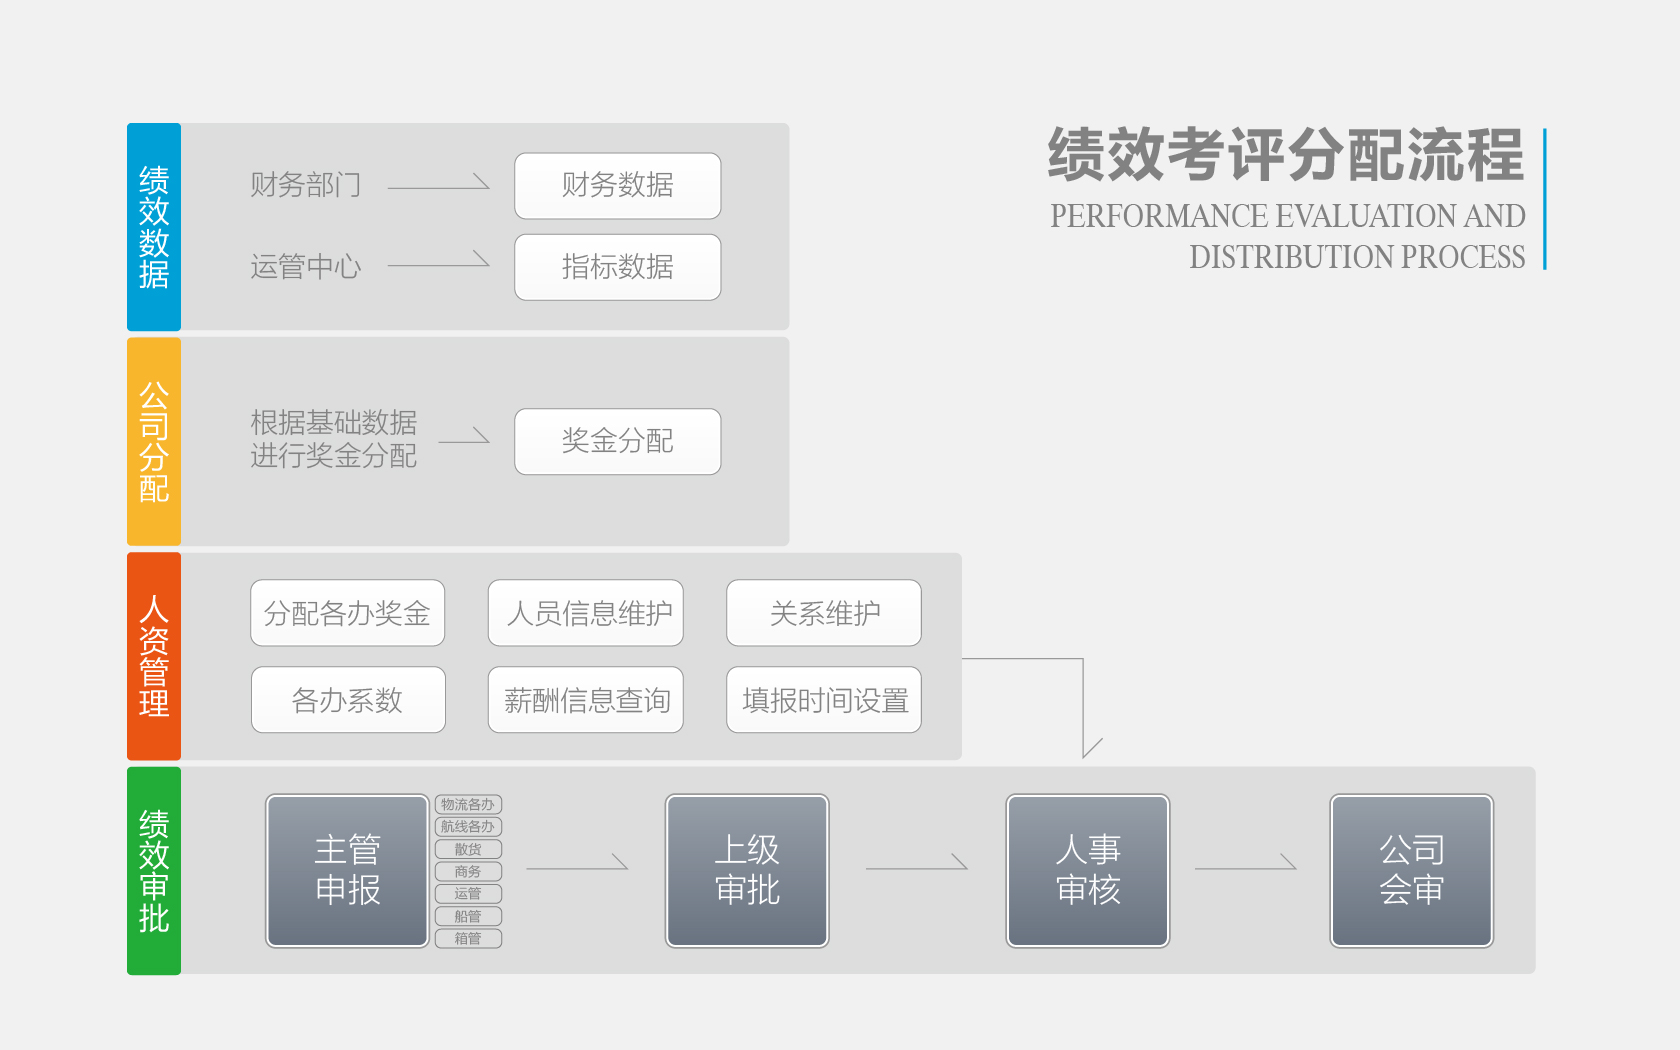 绩效考评分配流程
PERFORMANCE EVALUATION AND
DISTRIBUTION PROCESS
绩效数据
财务部门
财务数据
运管中心
指标数据
公司分配
根据基础数据
进行奖金分配
奖金分配
人资管理
分配各办奖金
人员信息维护
关系维护
各办系数
薪酬信息查询
填报时间设置
绩效审批
主管
申报
物流各办
航线各办
散货
商务
运管
船管
箱管
上级
审批
人事
审核
公司
会审